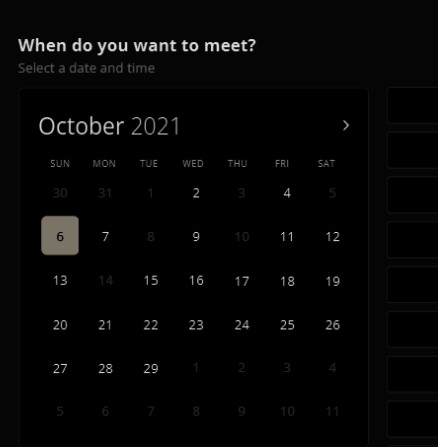 When do you want to meet?
Select a date and time
October 2021
SUN MON TUE WED THU FRI SAT
30 31 1 2 3 4 5
6 7 8 9 10 11 12
13 14 15 16 17 18 19
20 21 22 23 24 25 26
27 28 29 1 2 3 4
5 6 7 8 9 10 11